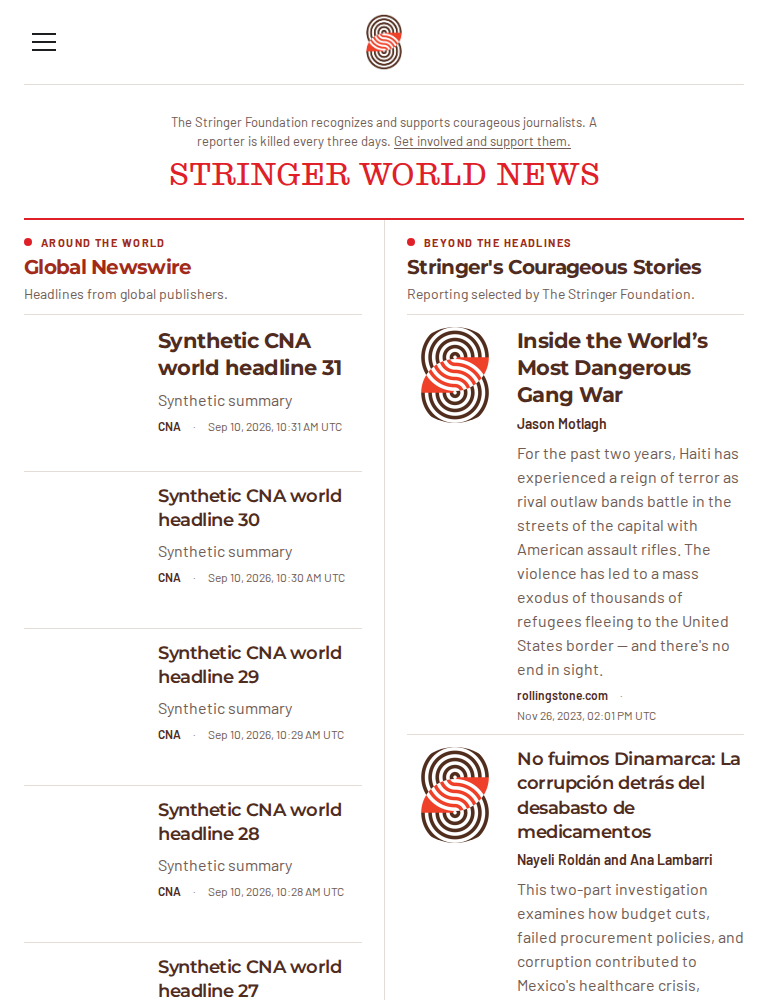 The Stringer Foundation recognizes and supports courageous journalists. A
reporter is killed every three days. Get involved and support them.
STRINGER WORLD NEWS
AROUND THE WORLD
Global Newswire
Headlines from global publishers.
Synthetic CNA
world headline 31
Synthetic summary
CNA · Sep 10, 2026, 10:31 AM UTC
Synthetic CNA world
headline 30
Synthetic summary
CNA · Sep 10, 2026, 10:30 AM UTC
Synthetic CNA world
headline 29
Synthetic summary
CNA · Sep 10, 2026, 10:29 AM UTC
Synthetic CNA world
headline 28
Synthetic summary
CNA · Sep 10, 2026, 10:28 AM UTC
Synthetic CNA world
headline 27
BEYOND THE HEADLINES
Stringer's Courageous Stories
Reporting selected by The Stringer Foundation.
Inside the World’s
Most Dangerous
Gang War
Jason Motlagh
For the past two years, Haiti has
experienced a reign of terror as
rival outlaw bands battle in the
streets of the capital with
American assault rifles. The
violence has led to a mass
exodus of thousands of
refugees fleeing to the United
States border — and there's no
end in sight.
rollingstone.com ·
Nov 26, 2023, 02:01 PM UTC
No fuimos Dinamarca: La
corrupción detrás del
desabasto de
medicamentos
Nayeli Roldán and Ana Lambarri
This two-part investigation
examines how budget cuts,
failed procurement policies, and
corruption contributed to
Mexico's healthcare crisis,